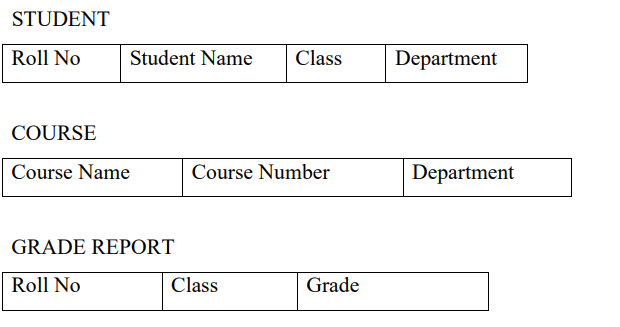 STUDENT
Roll No Student Name Class Department
COURSE
Course Name Course Number Department
GRADE REPORT
Roll No Class Grade